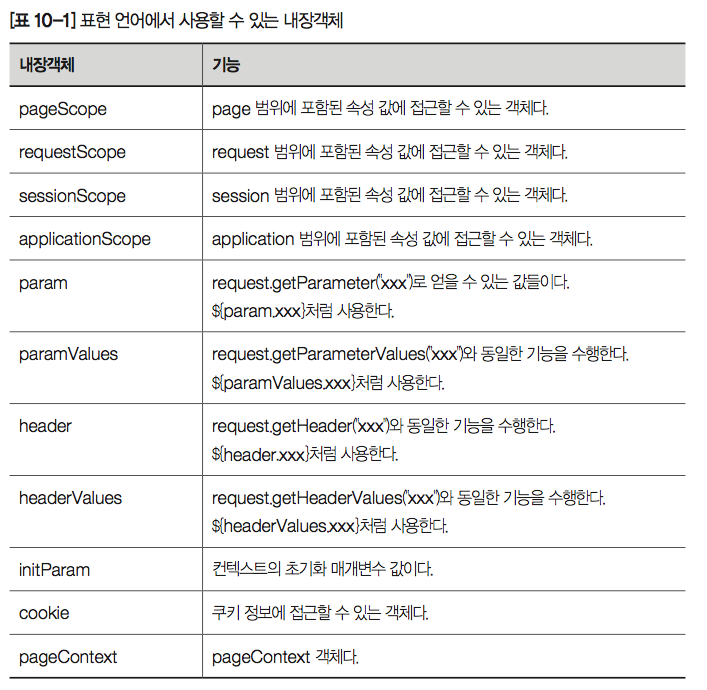 [표 10-1] 표현 언어에서 사용할 수 있는 내장객체
내장객체 기능
pageScope page 범위에 포함된 속성 값에 접근할 수 있는 객체다.
requestScope request 범위에 포함된 속성 값에 접근할 수 있는 객체다.
sessionScope session 범위에 포함된 속성 값에 접근할 수 있는 객체다.
applicationScope application 범위에 포함된 속성 값에 접근할 수 있는 객체다.
param request.getParameter("xxx")로 얻을 수 있는 값들이다.
${param.xxx}처럼 사용한다.
paramValues request.getParameterValues("xxx")와 동일한 기능을 수행한다.
${paramValues.xxx}처럼 사용한다.
header request.getHeader("xxx")와 동일한 기능을 수행한다.
${header.xxx}처럼 사용한다.
headerValues request.getHeaderValues("xxx")와 동일한 기능을 수행한다.
${headerValues.xxx}처럼 사용한다.
initParam 컨텍스트의 초기화 매개변수 값이다.
cookie 쿠키 정보에 접근할 수 있는 객체다.
pageContext pageContext 객체다.